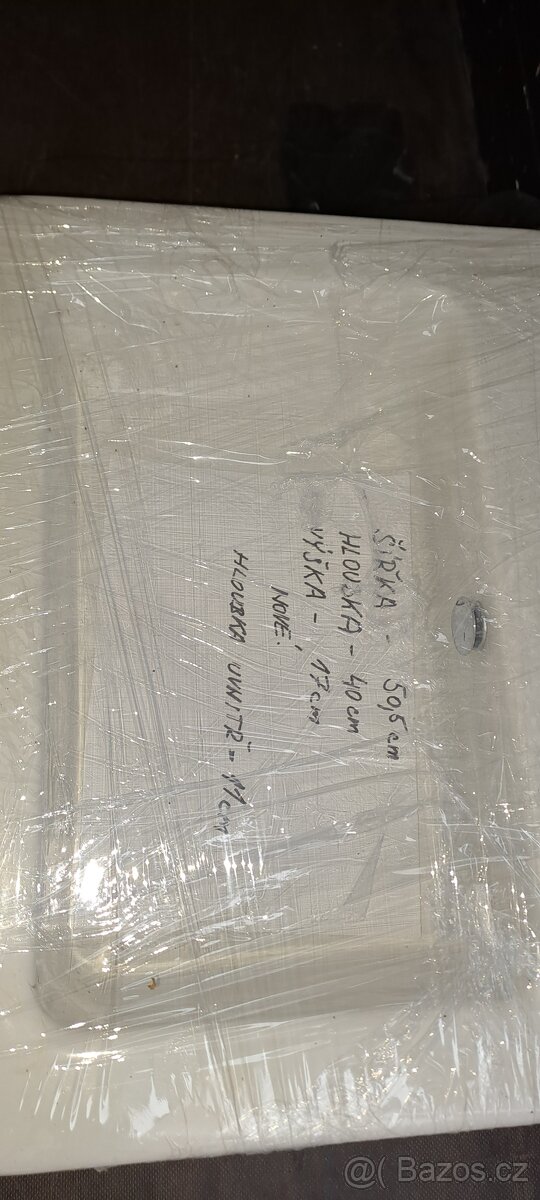 ŠÍŘKA - 50,5 cm
HLOUBKA - 40 cm
VÝŠKA - 17 cm
NOVÉ.
HLOUBKA UVNITŘ - 11 cm
@( Bazos.cz